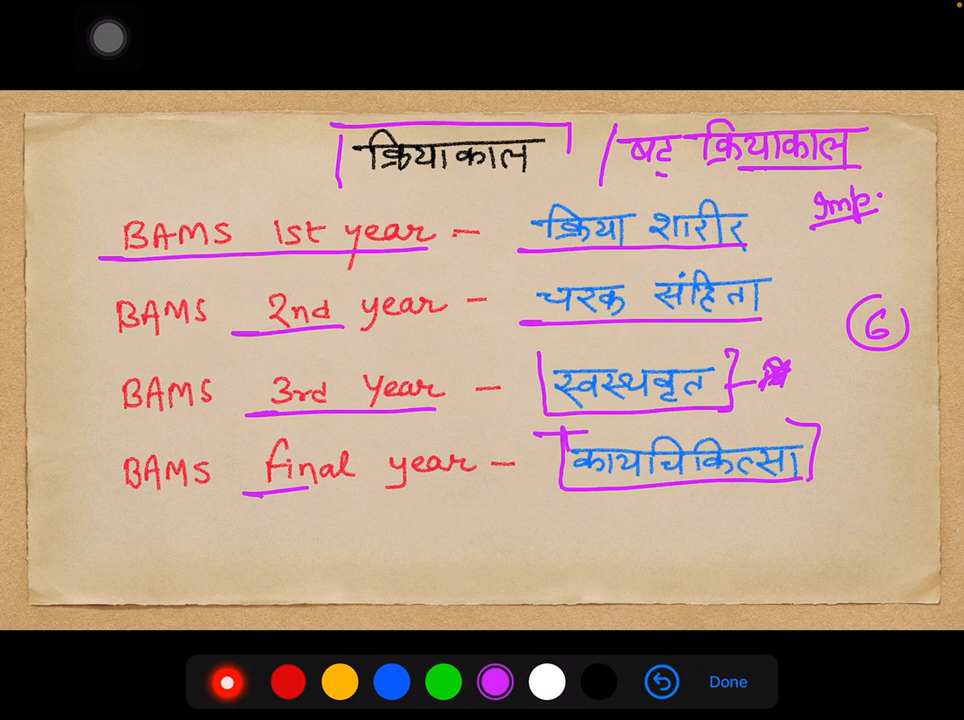 क्रियाकाल / षट् क्रियाकाल
Imp.
BAMS 1st year - क्रिया शारीर
BAMS 2nd year - चरक संहिता
6
BAMS 3rd Year - स्वस्थवृत
BAMS final year - कायचिकित्सा
Done